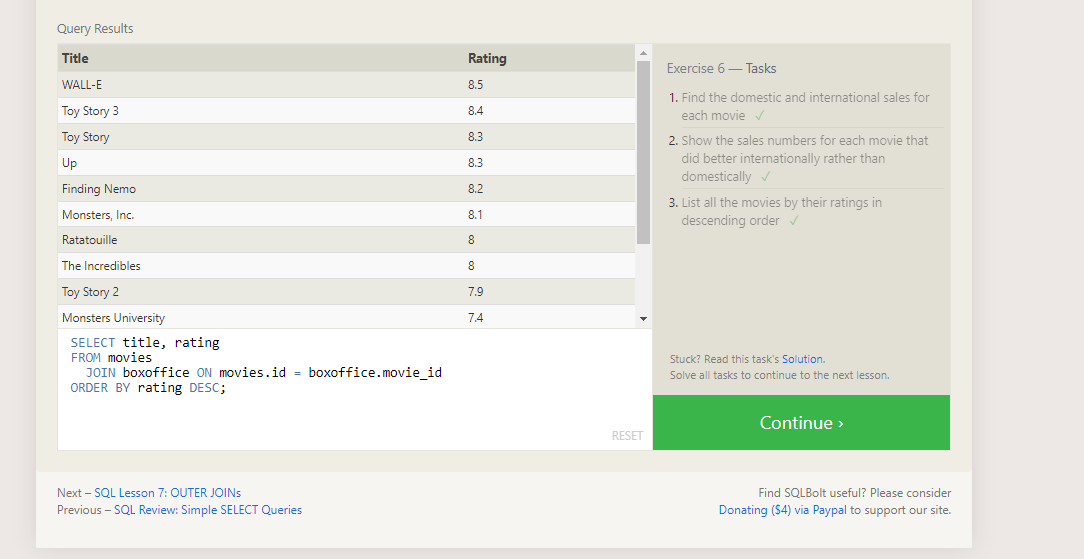 Query Results
Title Rating
WALL-E 8.5
Toy Story 3 8.4
Toy Story 8.3
Up 8.3
Finding Nemo 8.2
Monsters, Inc. 8.1
Ratatouille 8
The Incredibles 8
Toy Story 2 7.9
Monsters University 7.4
SELECT title, rating
FROM movies
  JOIN boxoffice ON movies.id = boxoffice.movie_id
ORDER BY rating DESC;
RESET
Exercise 6 — Tasks
1. Find the domestic and international sales for
each movie ✓
2. Show the sales numbers for each movie that
did better internationally rather than
domestically ✓
3. List all the movies by their ratings in
descending order ✓
Stuck? Read this task's Solution.
Solve all tasks to continue to the next lesson.
Continue ›
Next – SQL Lesson 7: OUTER JOINs
Previous – SQL Review: Simple SELECT Queries
Find SQLBolt useful? Please consider
Donating ($4) via Paypal to support our site.